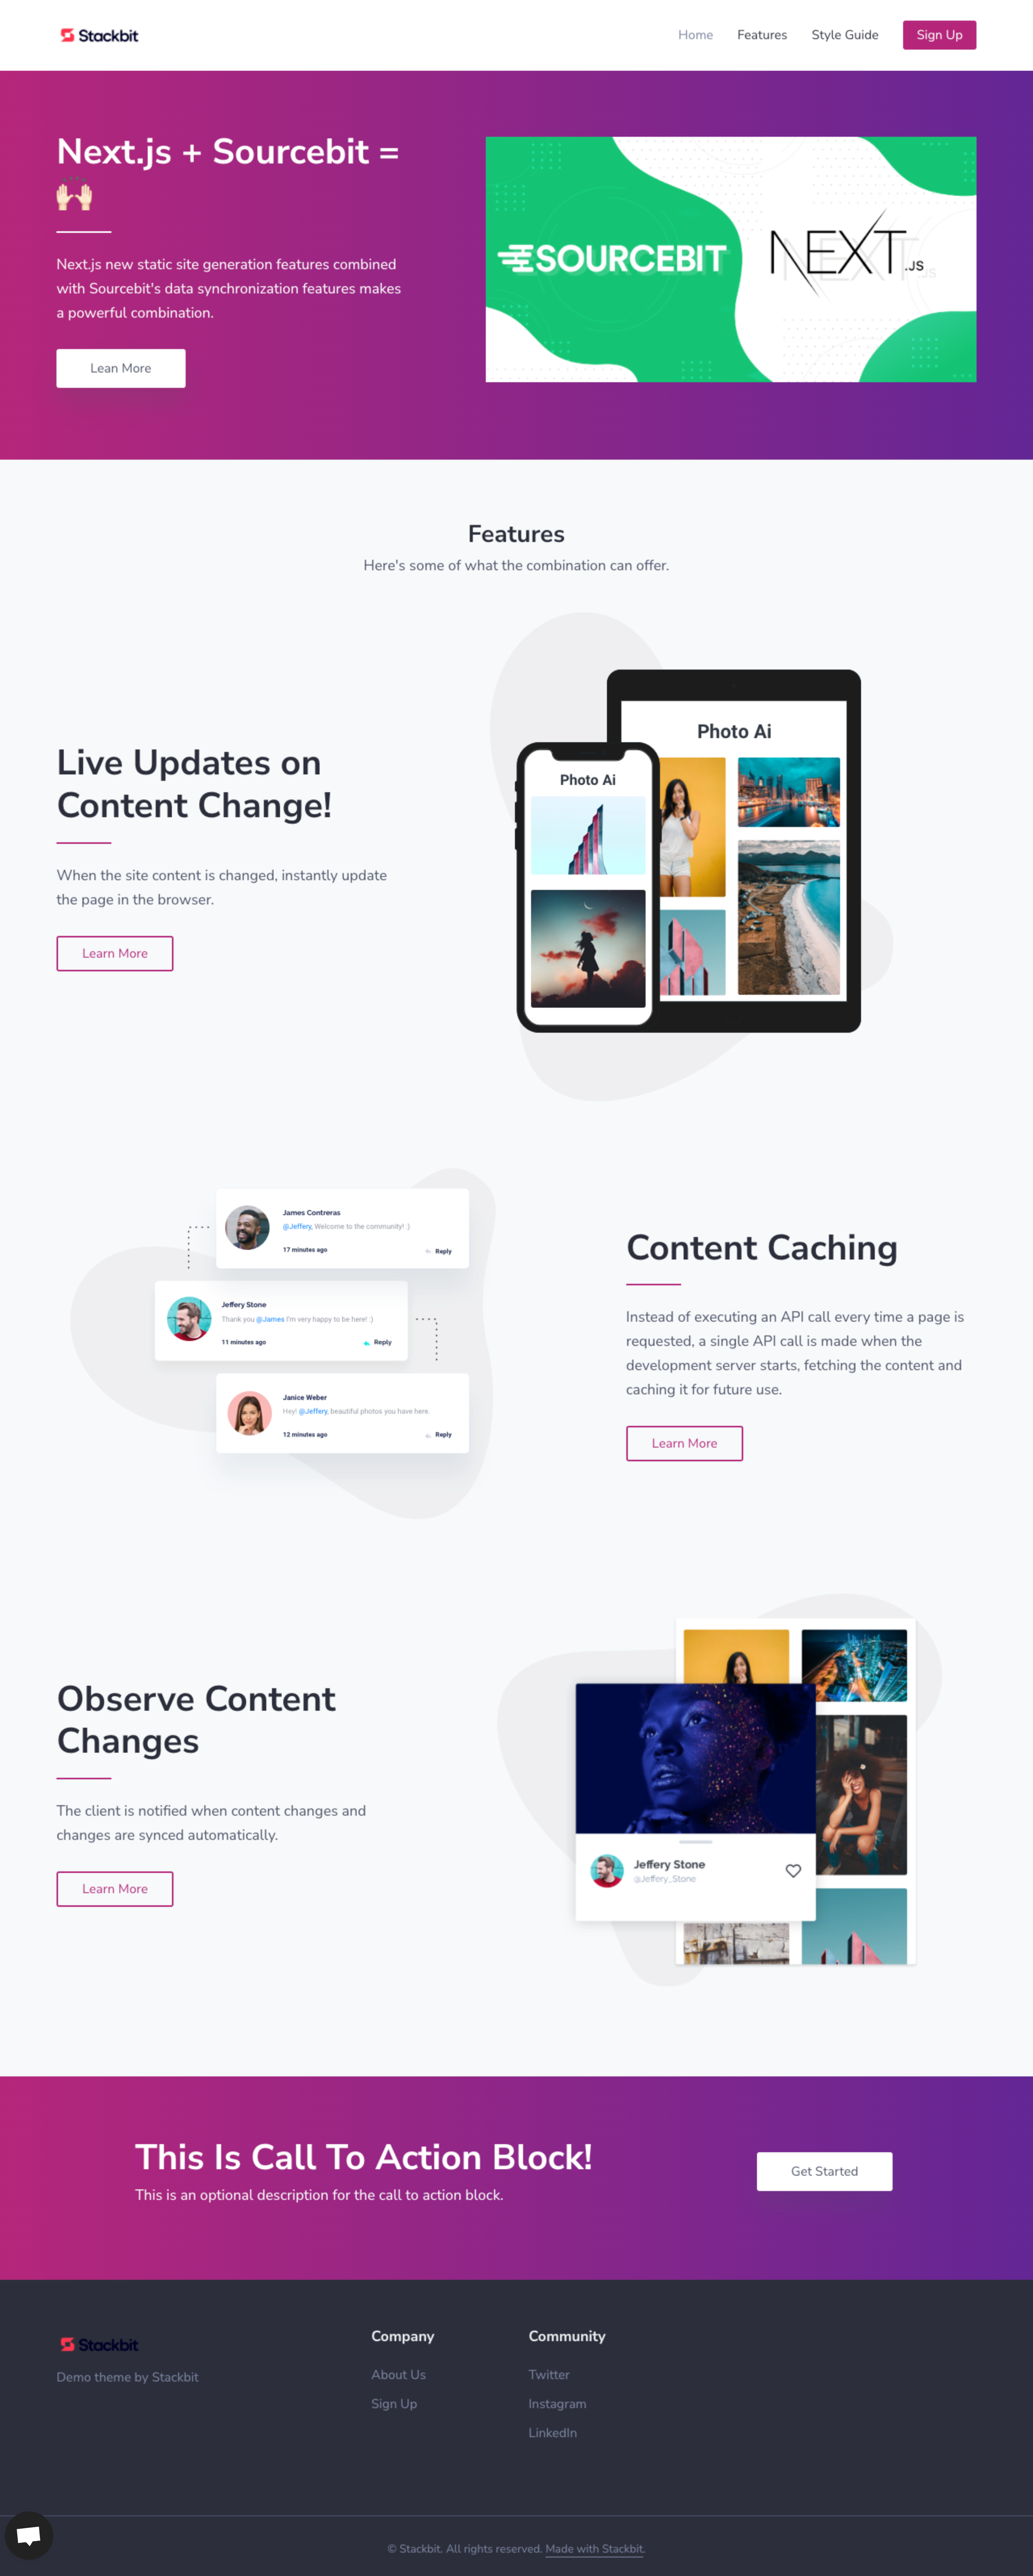 Stackbit
Home
Features
Style Guide
Sign Up
Next.js + Sourcebit =
🙌🏻
Next.js new static site generation features combined
with Sourcebit's data synchronization features makes
a powerful combination.
Lean More
SOURCEBIT
NEXT.JS
Features
Here's some of what the combination can offer.
Live Updates on
Content Change!
When the site content is changed, instantly update
the page in the browser.
Learn More
Photo Ai
Photo Ai
James Contreras
@Jeffery, Welcome to the community! :)
17 minutes ago
Reply
Jeffery Stone
Thank you @James I'm very happy to be here! :)
11 minutes ago
Reply
Janice Weber
Hey! @Jeffery, beautiful photos you have here.
12 minutes ago
Reply
Content Caching
Instead of executing an API call every time a page is
requested, a single API call is made when the
development server starts, fetching the content and
caching it for future use.
Learn More
Observe Content
Changes
The client is notified when content changes and
changes are synced automatically.
Learn More
Jeffery Stone
@Jeffery_Stone
This Is Call To Action Block!
This is an optional description for the call to action block.
Get Started
Stackbit
Demo theme by Stackbit
Company
About Us
Sign Up
Community
Twitter
Instagram
LinkedIn
© Stackbit. All rights reserved. Made with Stackbit.